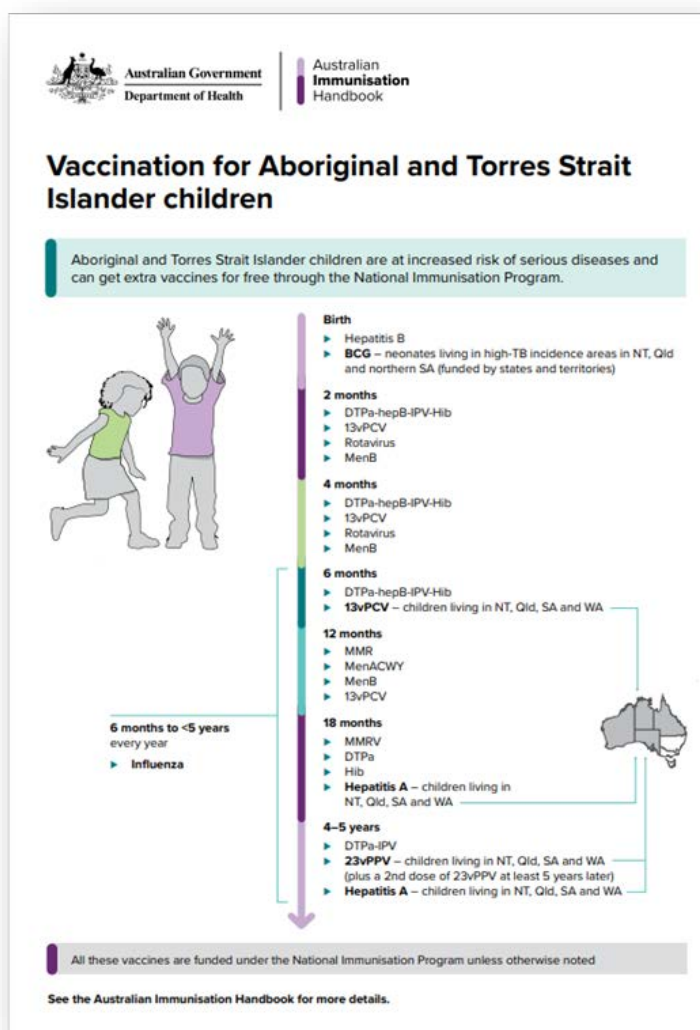 Australian Government
Department of Health
Australian
Immunisation
Handbook
Vaccination for Aboriginal and Torres Strait
Islander children
Aboriginal and Torres Strait Islander children are at increased risk of serious diseases and
can get extra vaccines for free through the National Immunisation Program.
Birth
Hepatitis B
BCG – neonates living in high-TB incidence areas in NT, Qld
and northern SA (funded by states and territories)
2 months
DTPa-hepB-IPV-Hib
13vPCV
Rotavirus
MenB
4 months
DTPa-hepB-IPV-Hib
13vPCV
Rotavirus
MenB
6 months
DTPa-hepB-IPV-Hib
13vPCV – children living in NT, Qld, SA and WA
12 months
MMR
MenACWY
MenB
13vPCV
18 months
MMRV
DTPa
Hib
Hepatitis A – children living in
NT, Qld, SA and WA
6 months to <5 years
every year
Influenza
4–5 years
DTPa-IPV
23vPPV – children living in NT, Qld, SA and WA
(plus a 2nd dose of 23vPPV at least 5 years later)
Hepatitis A – children living in NT, Qld, SA and WA
All these vaccines are funded under the National Immunisation Program unless otherwise noted
See the Australian Immunisation Handbook for more details.